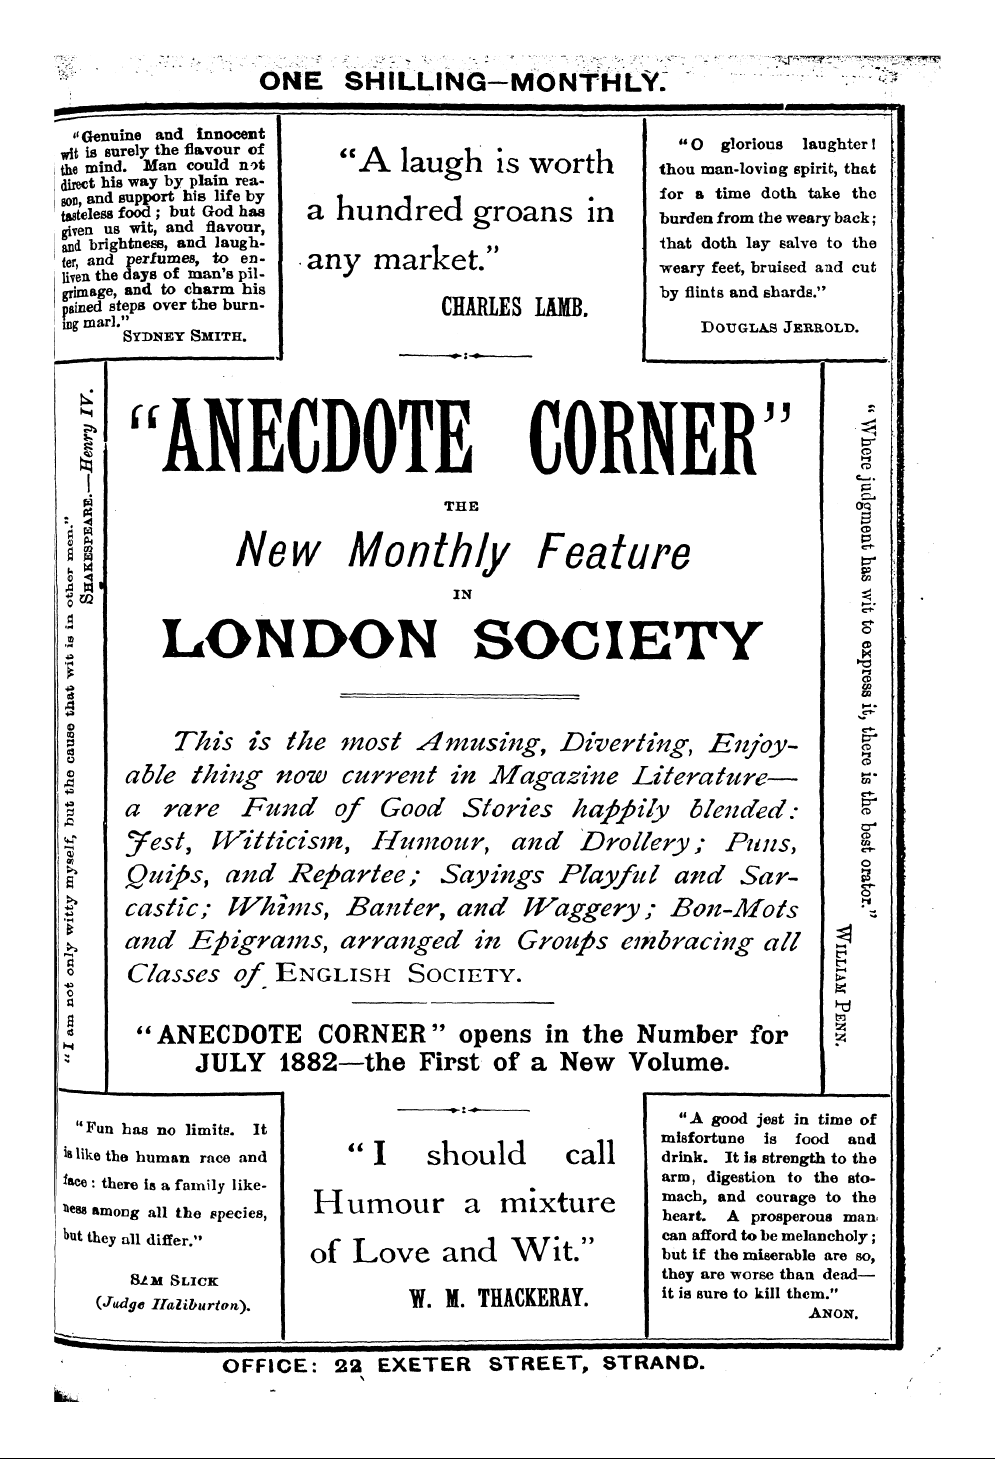 ONE SHILLING—MONTHLY.
"Genuine and innocent
wit is surely the flavour of
the mind. Man could not
direct his way by plain rea-
son, and support his life by
tasteless food; but God has
given us wit, and flavour,
and brightness, and laugh-
ter, and perfumes, to en-
liven the days of man's pil-
grimage, and to charm his
pained steps over the burn-
ing marl."
SYDNEY SMITH.
"A laugh is worth
a hundred groans in
any market."
CHARLES LAMB.
"O glorious laughter!
thou man-loving spirit, that
for a time doth take the
burden from the weary back;
that doth lay salve to the
weary feet, bruised and cut
by flints and shards."
DOUGLAS JERROLD.
"I am not only witty myself, but the cause that wit is in other men."
SHAKESPEARE.—Henry IV.
"ANECDOTE CORNER"
THE
New Monthly Feature
IN
LONDON SOCIETY
This is the most Amusing, Diverting, Enjoy-
able thing now current in Magazine Literature—
a rare Fund of Good Stories happily blended:
Jest, Witticism, Humour, and Drollery; Puns,
Quips, and Repartee; Sayings Playful and Sar-
castic; Whims, Banter, and Waggery; Bon-Mots
and Epigrams, arranged in Groups embracing all
Classes of ENGLISH SOCIETY.
"ANECDOTE CORNER" opens in the Number for
JULY 1882—the First of a New Volume.
"Where judgment has wit to express it, there is the best orator."
WILLIAM PENN.
"Fun has no limits. It
is like the human race and
face: there is a family like-
ness among all the species,
but they all differ."
SAM SLICK
(Judge Haliburton).
"I should call
Humour a mixture
of Love and Wit."
W. M. THACKERAY.
"A good jest in time of
misfortune is food and
drink. It is strength to the
arm, digestion to the sto-
mach, and courage to the
heart. A prosperous man
can afford to be melancholy;
but if the miserable are so,
they are worse than dead—
it is sure to kill them."
ANON.
OFFICE: 22 EXETER STREET, STRAND.